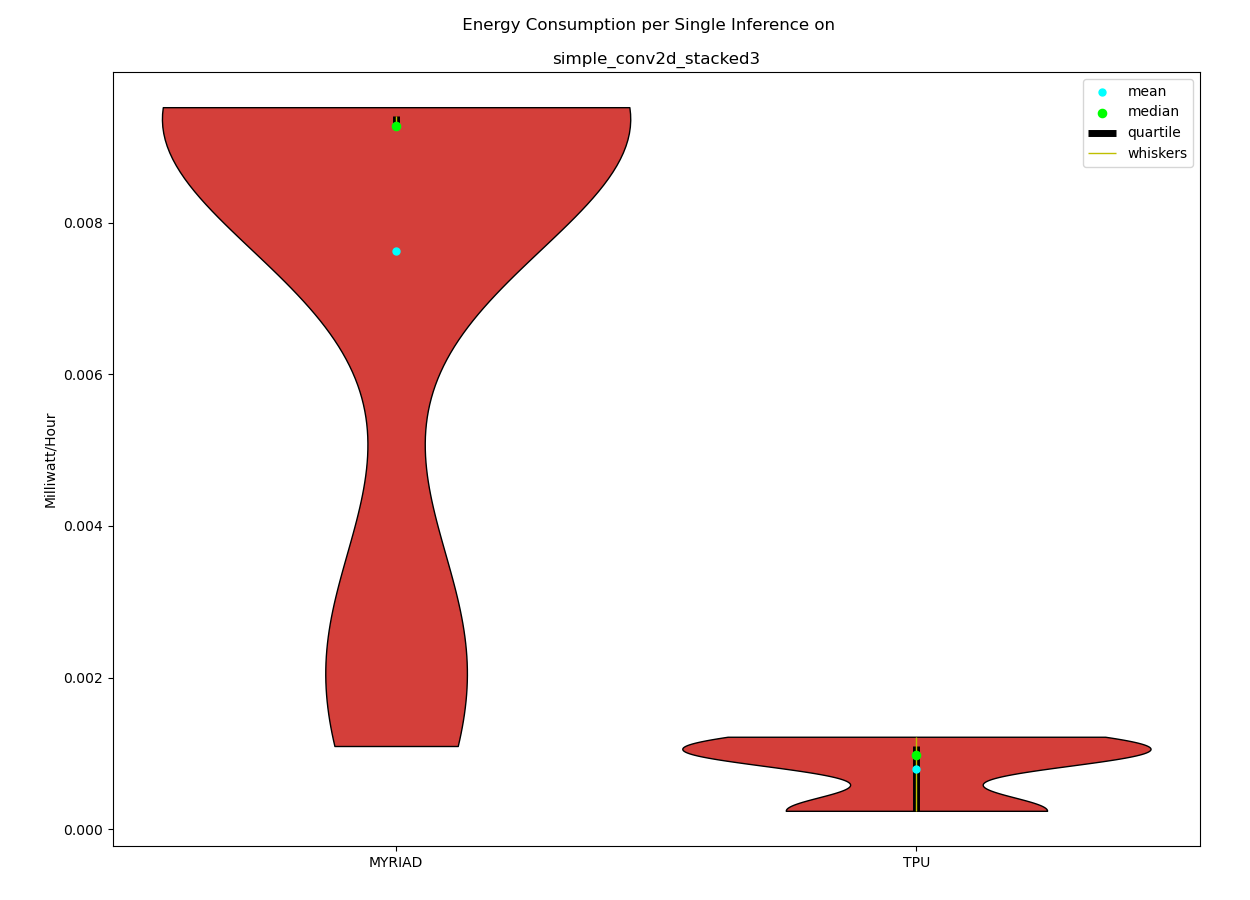 Energy Consumption per Single Inference on
simple_conv2d_stacked3
mean
median
quartile
whiskers
0.008
0.006
0.004
0.002
0.000
Milliwatt/Hour
MYRIAD
TPU